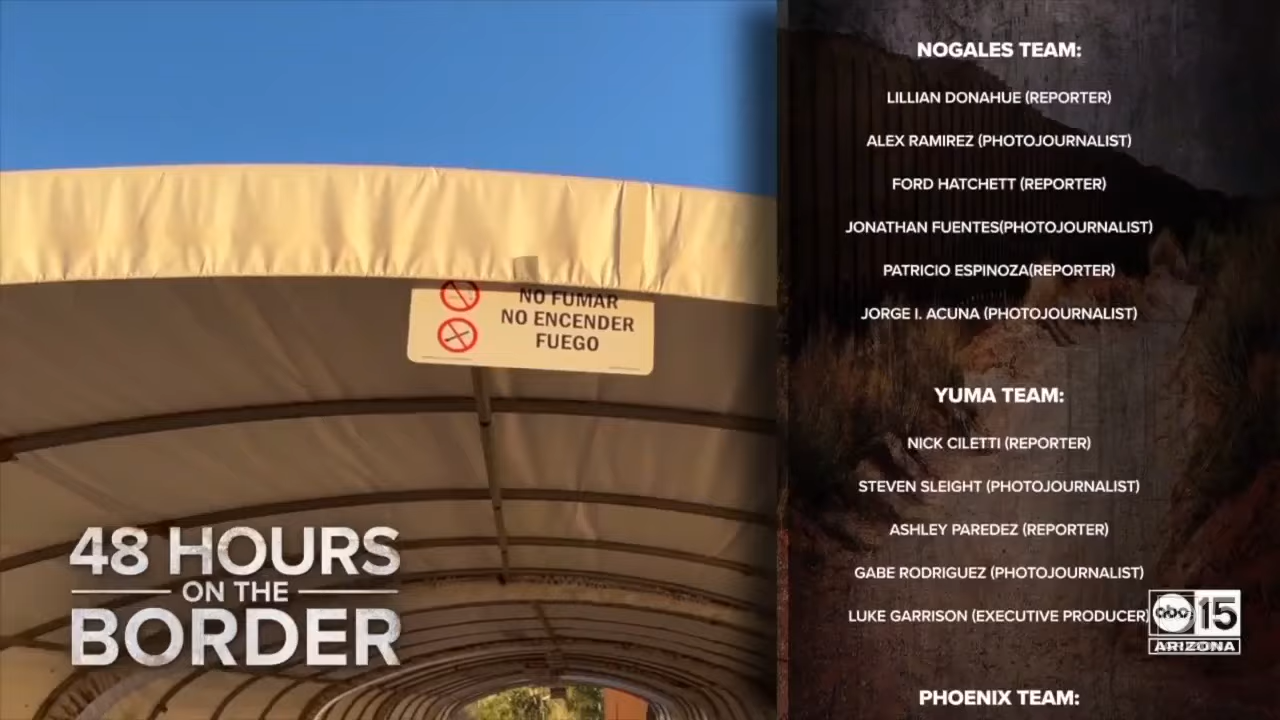 NO FUMAR
NO ENCENDER
FUEGO
48 HOURS
ON THE
BORDER
NOGALES TEAM:
LILLIAN DONAHUE (REPORTER)
ALEX RAMIREZ (PHOTOJOURNALIST)
FORD HATCHETT (REPORTER)
JONATHAN FUENTES(PHOTOJOURNALIST)
PATRICIO ESPINOZA(REPORTER)
JORGE I. ACUNA (PHOTOJOURNALIST)
YUMA TEAM:
NICK CILETTI (REPORTER)
STEVEN SLEIGHT (PHOTOJOURNALIST)
ASHLEY PAREDEZ (REPORTER)
GABE RODRIGUEZ (PHOTOJOURNALIST)
LUKE GARRISON (EXECUTIVE PRODUCER)
abc 15
ARIZONA
PHOENIX TEAM: